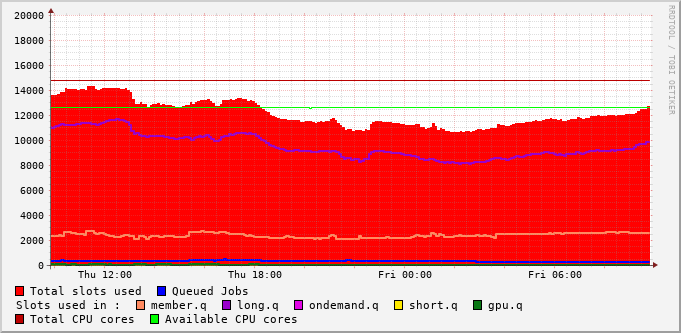 20000
18000
16000
14000
12000
10000
8000
6000
4000
2000
0
Thu 12:00 Thu 18:00 Fri 00:00 Fri 06:00
Total slots used Queued Jobs
Slots used in : member.q long.q ondemand.q short.q gpu.q
Total CPU cores Available CPU cores
RRDTOOL / TOBI OETIKER